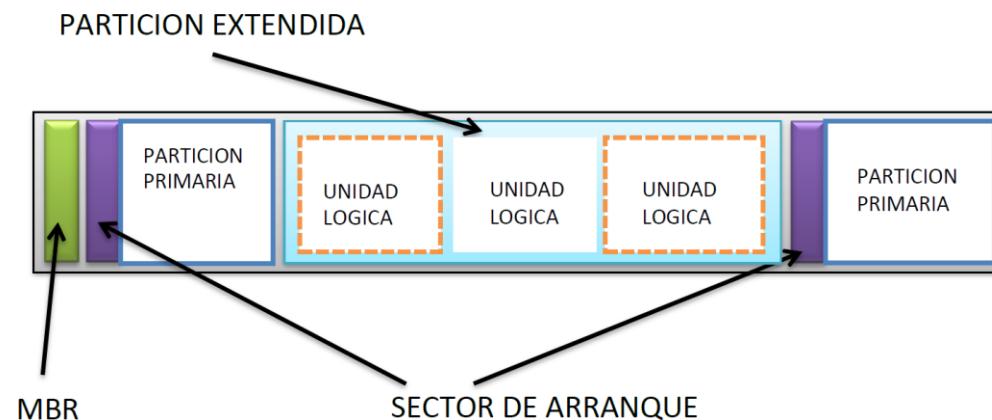 PARTICION EXTENDIDA
PARTICION
PRIMARIA
UNIDAD
LOGICA
UNIDAD
LOGICA
UNIDAD
LOGICA
PARTICION
PRIMARIA
MBR
SECTOR DE ARRANQUE